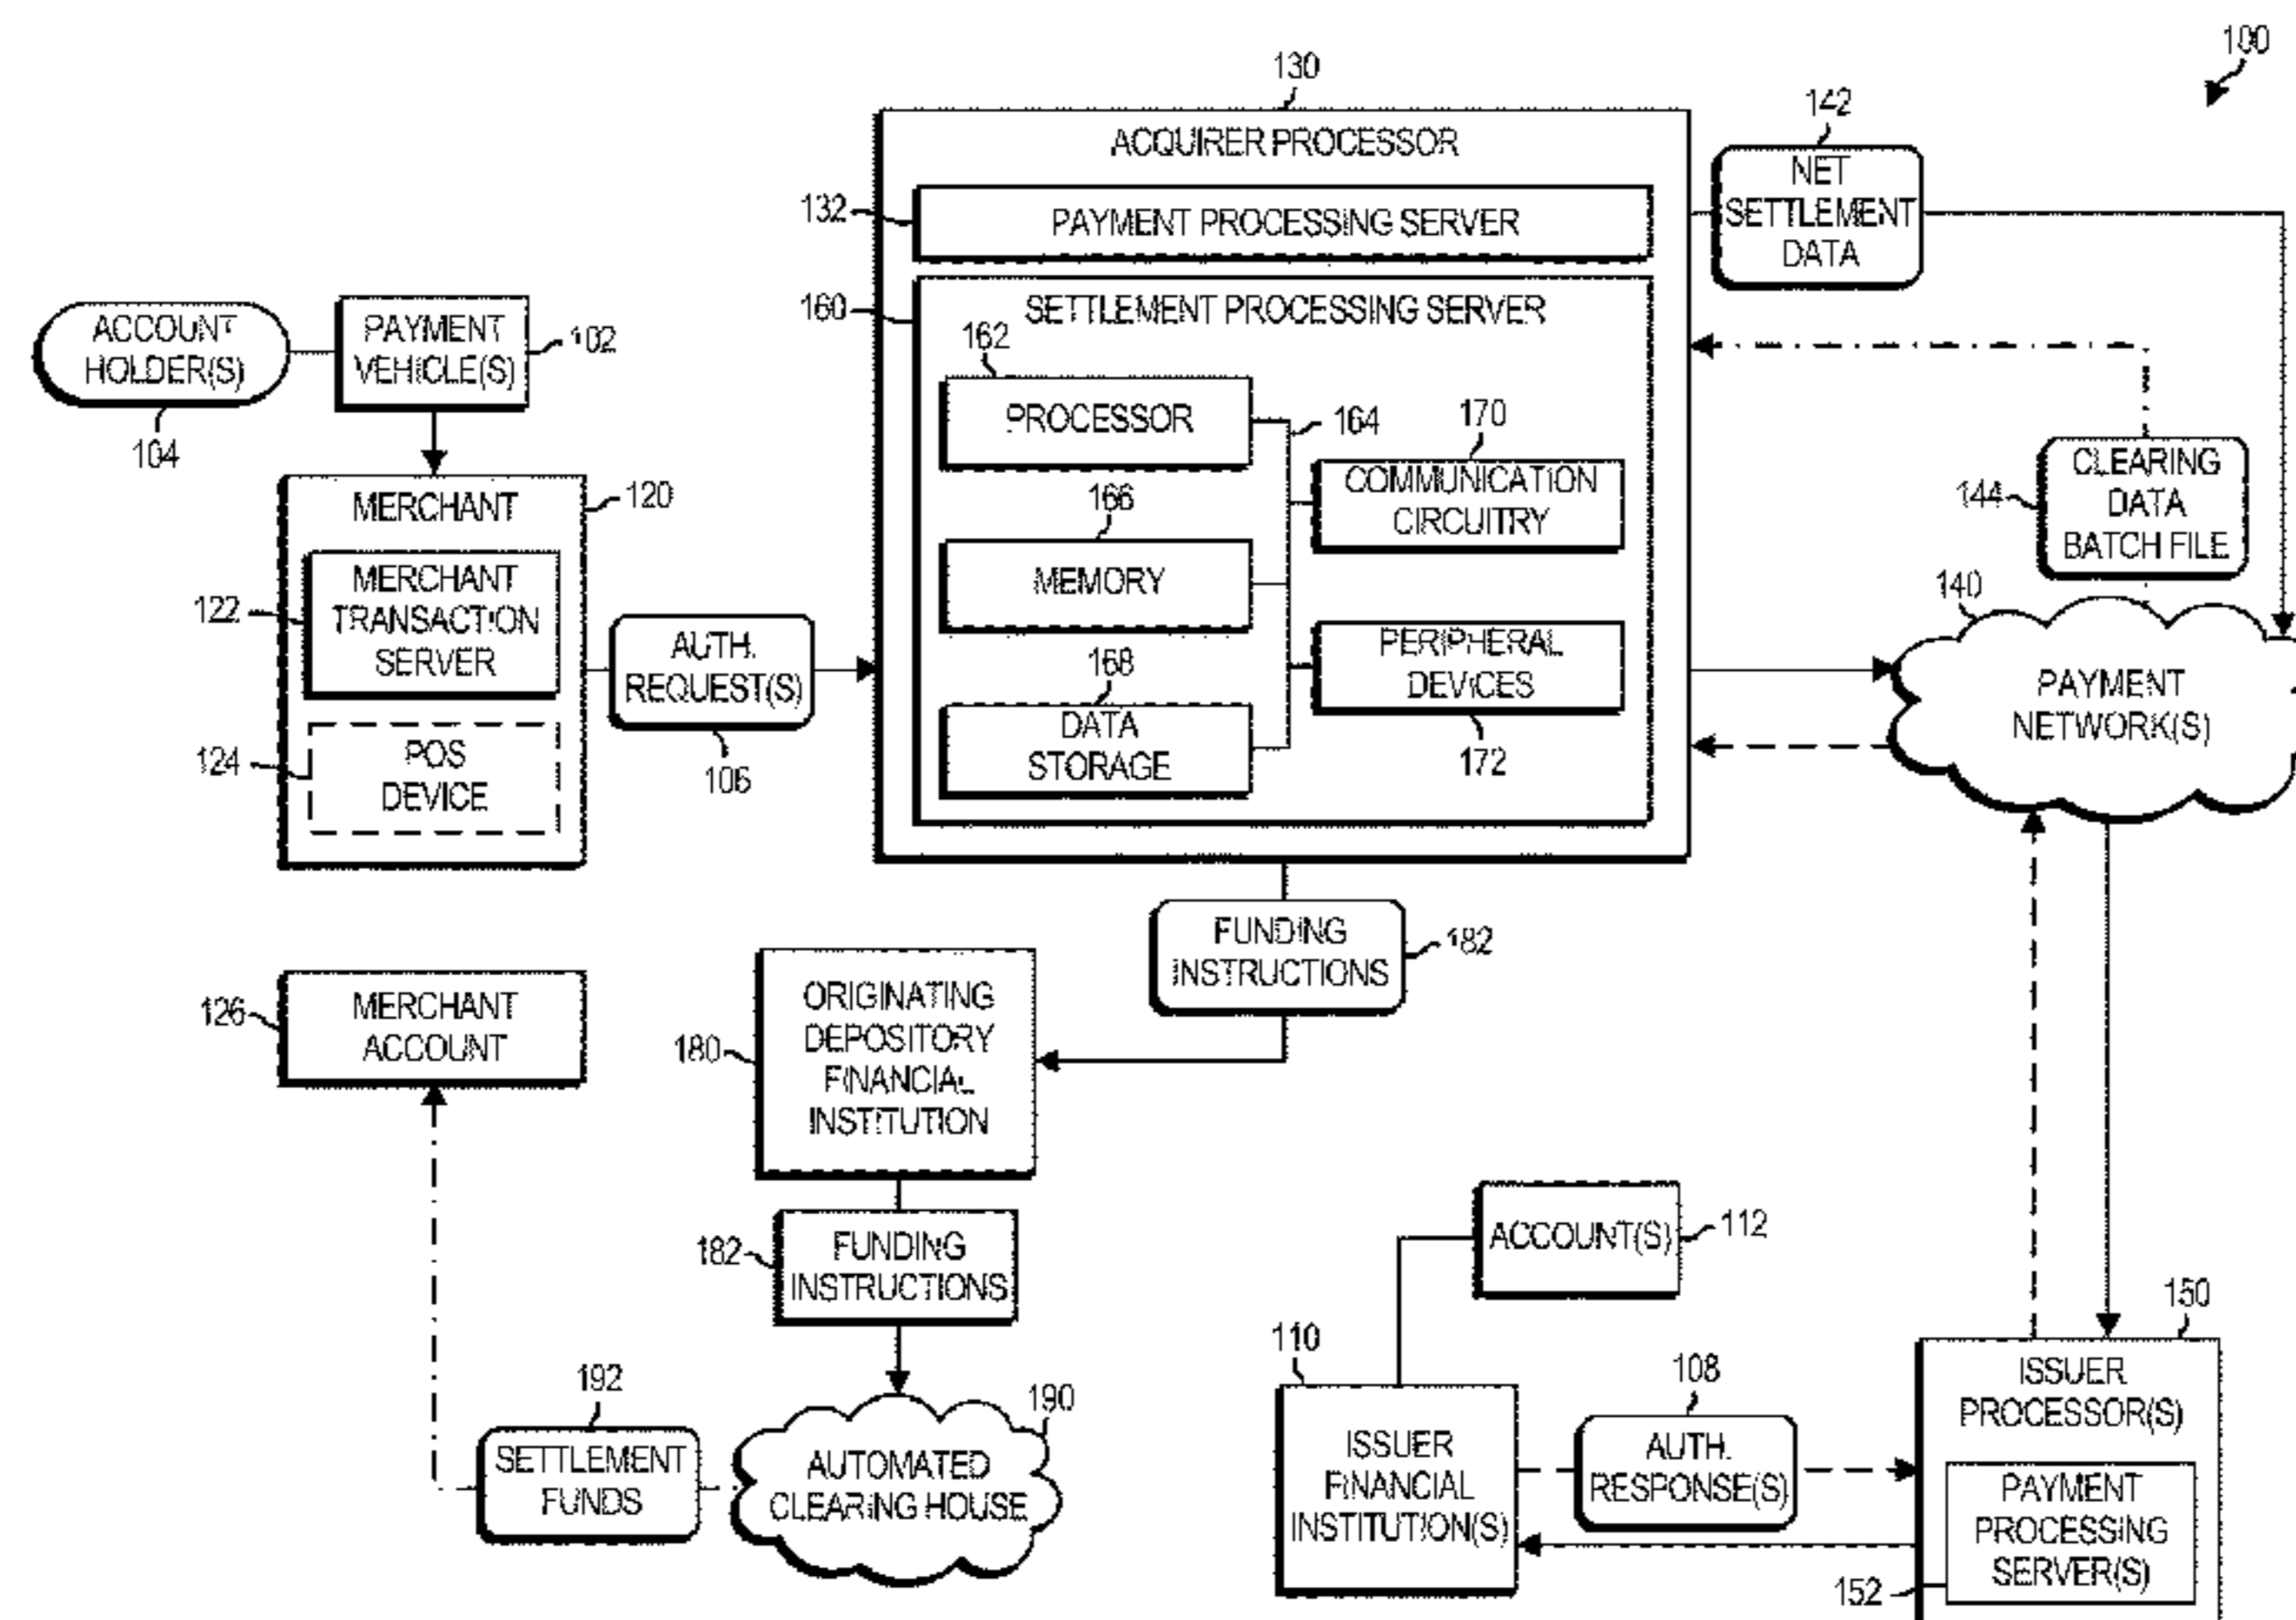 100
130
ACQUIRER PROCESSOR
142
NET
SETTLEMENT
DATA
132
PAYMENT PROCESSING SERVER
160
SETTLEMENT PROCESSING SERVER
ACCOUNT
HOLDER(S)
104
PAYMENT
VEHICLE(S)
102
162
PROCESSOR
164
170
COMMUNICATION
CIRCUITRY
166
MEMORY
PERIPHERAL
DEVICES
172
168
DATA
STORAGE
144
CLEARING
DATA
BATCH FILE
MERCHANT
120
122
MERCHANT
TRANSACTION
SERVER
124
POS
DEVICE
AUTH.
REQUEST(S)
106
140
PAYMENT
NETWORK(S)
FUNDING
INSTRUCTIONS
182
126
MERCHANT
ACCOUNT
180
ORIGINATING
DEPOSITORY
FINANCIAL
INSTITUTION
182
FUNDING
INSTRUCTIONS
ACCOUNT(S)
112
192
SETTLEMENT
FUNDS
190
AUTOMATED
CLEARING HOUSE
110
ISSUER
FINANCIAL
INSTITUTION(S)
108
AUTH.
RESPONSE(S)
150
ISSUER
PROCESSOR(S)
PAYMENT
PROCESSING
SERVER(S)
152